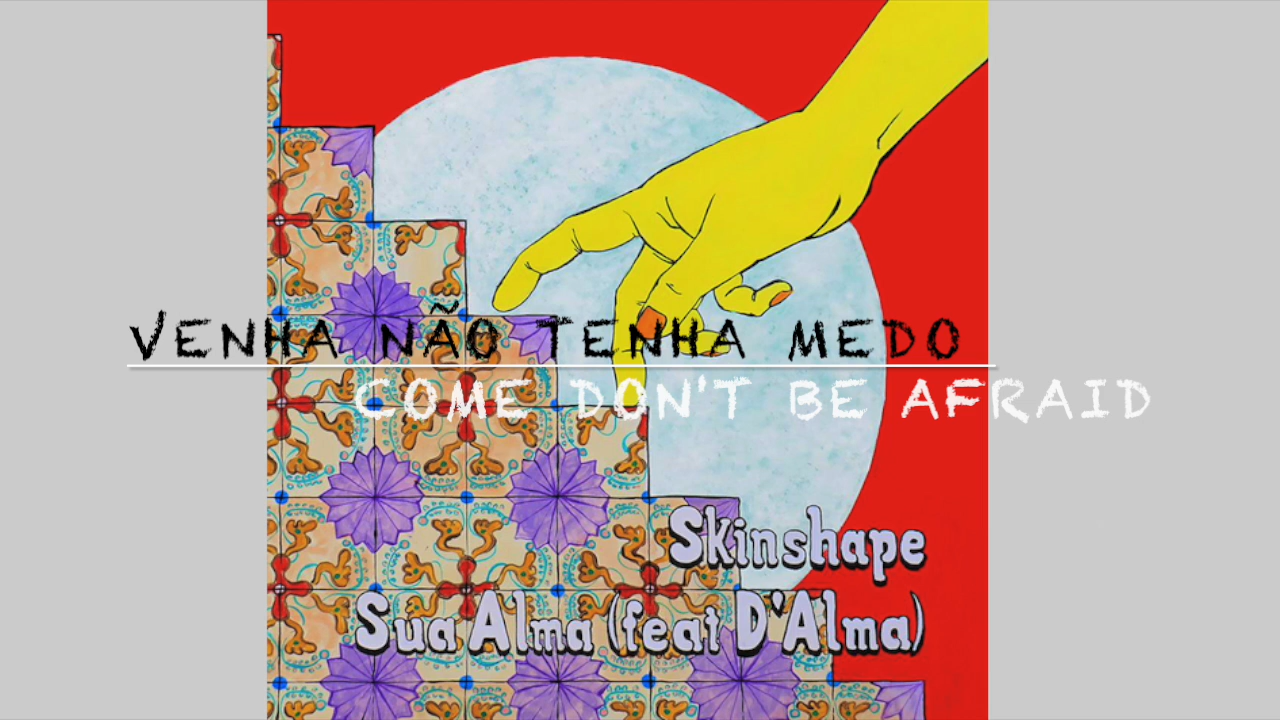 VENHA NÃO TENHA MEDO
COME DON'T BE AFRAID
Skinshape
Sua Alma (feat D'Alma)